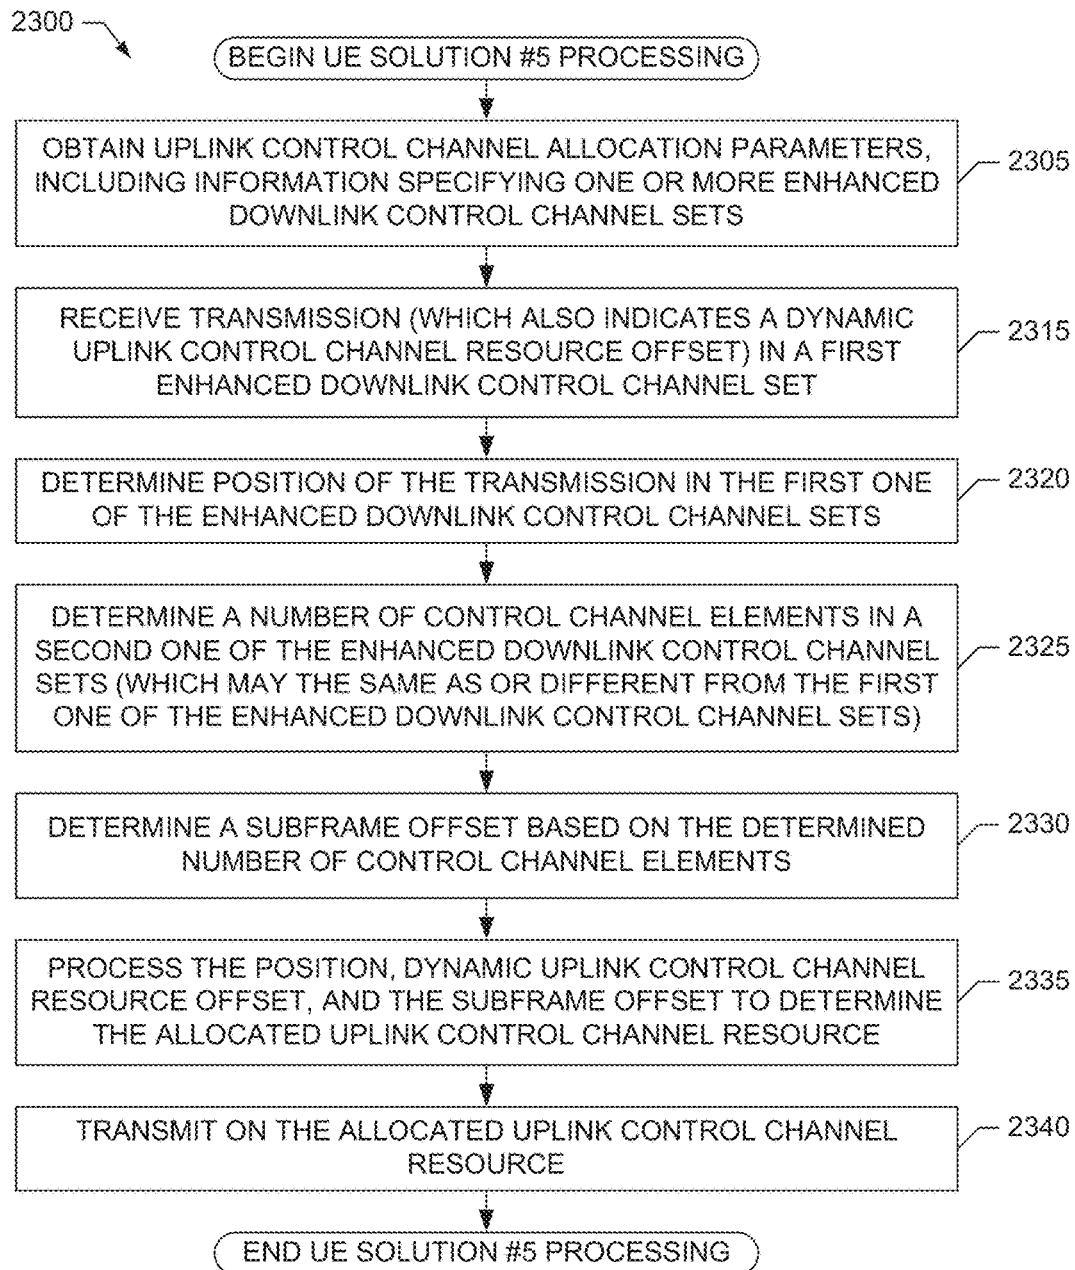 2300
BEGIN UE SOLUTION #5 PROCESSING
OBTAIN UPLINK CONTROL CHANNEL ALLOCATION PARAMETERS,
INCLUDING INFORMATION SPECIFYING ONE OR MORE ENHANCED
DOWNLINK CONTROL CHANNEL SETS
2305
RECEIVE TRANSMISSION (WHICH ALSO INDICATES A DYNAMIC
UPLINK CONTROL CHANNEL RESOURCE OFFSET) IN A FIRST
ENHANCED DOWNLINK CONTROL CHANNEL SET
2315
DETERMINE POSITION OF THE TRANSMISSION IN THE FIRST ONE
OF THE ENHANCED DOWNLINK CONTROL CHANNEL SETS
2320
DETERMINE A NUMBER OF CONTROL CHANNEL ELEMENTS IN A
SECOND ONE OF THE ENHANCED DOWNLINK CONTROL CHANNEL
SETS (WHICH MAY THE SAME AS OR DIFFERENT FROM THE FIRST
ONE OF THE ENHANCED DOWNLINK CONTROL CHANNEL SETS)
2325
DETERMINE A SUBFRAME OFFSET BASED ON THE DETERMINED
NUMBER OF CONTROL CHANNEL ELEMENTS
2330
PROCESS THE POSITION, DYNAMIC UPLINK CONTROL CHANNEL
RESOURCE OFFSET, AND THE SUBFRAME OFFSET TO DETERMINE
THE ALLOCATED UPLINK CONTROL CHANNEL RESOURCE
2335
TRANSMIT ON THE ALLOCATED UPLINK CONTROL CHANNEL
RESOURCE
2340
END UE SOLUTION #5 PROCESSING